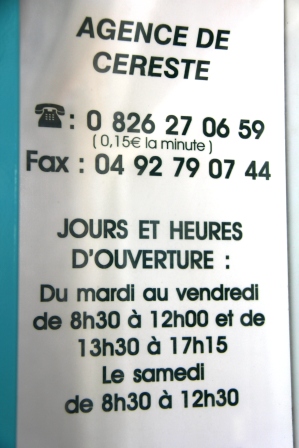 AGENCE DE
CERESTE
☎ : 0 826 27 06 59
( 0,15€ la minute )
Fax : 04 92 79 07 44
JOURS ET HEURES
D'OUVERTURE :
Du mardi au vendredi
de 8h30 à 12h00 et de
13h30 à 17h15
Le samedi
de 8h30 à 12h30